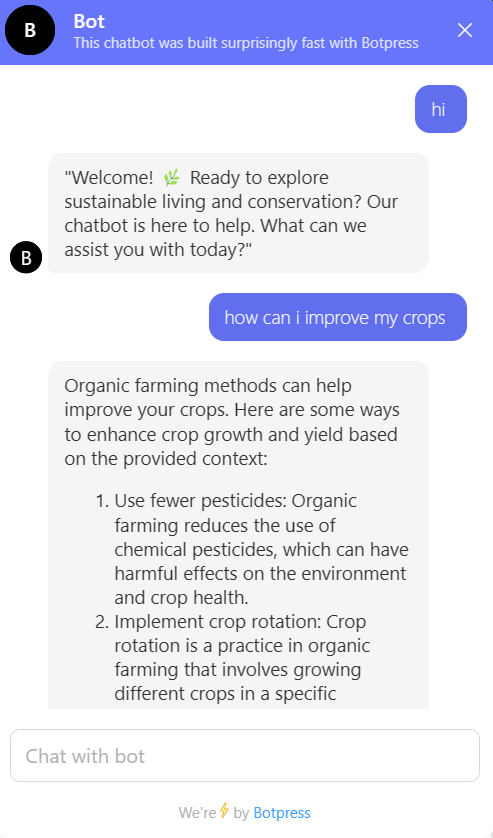 B
Bot
This chatbot was built surprisingly fast with Botpress
hi
"Welcome! 🌿 Ready to explore
sustainable living and conservation? Our
chatbot is here to help. What can we
assist you with today?"
B
how can i improve my crops
Organic farming methods can help
improve your crops. Here are some ways
to enhance crop growth and yield based
on the provided context:
1. Use fewer pesticides: Organic
farming reduces the use of
chemical pesticides, which can have
harmful effects on the environment
and crop health.
2. Implement crop rotation: Crop
rotation is a practice in organic
farming that involves growing
different crops in a specific
Chat with bot
We're⚡by Botpress